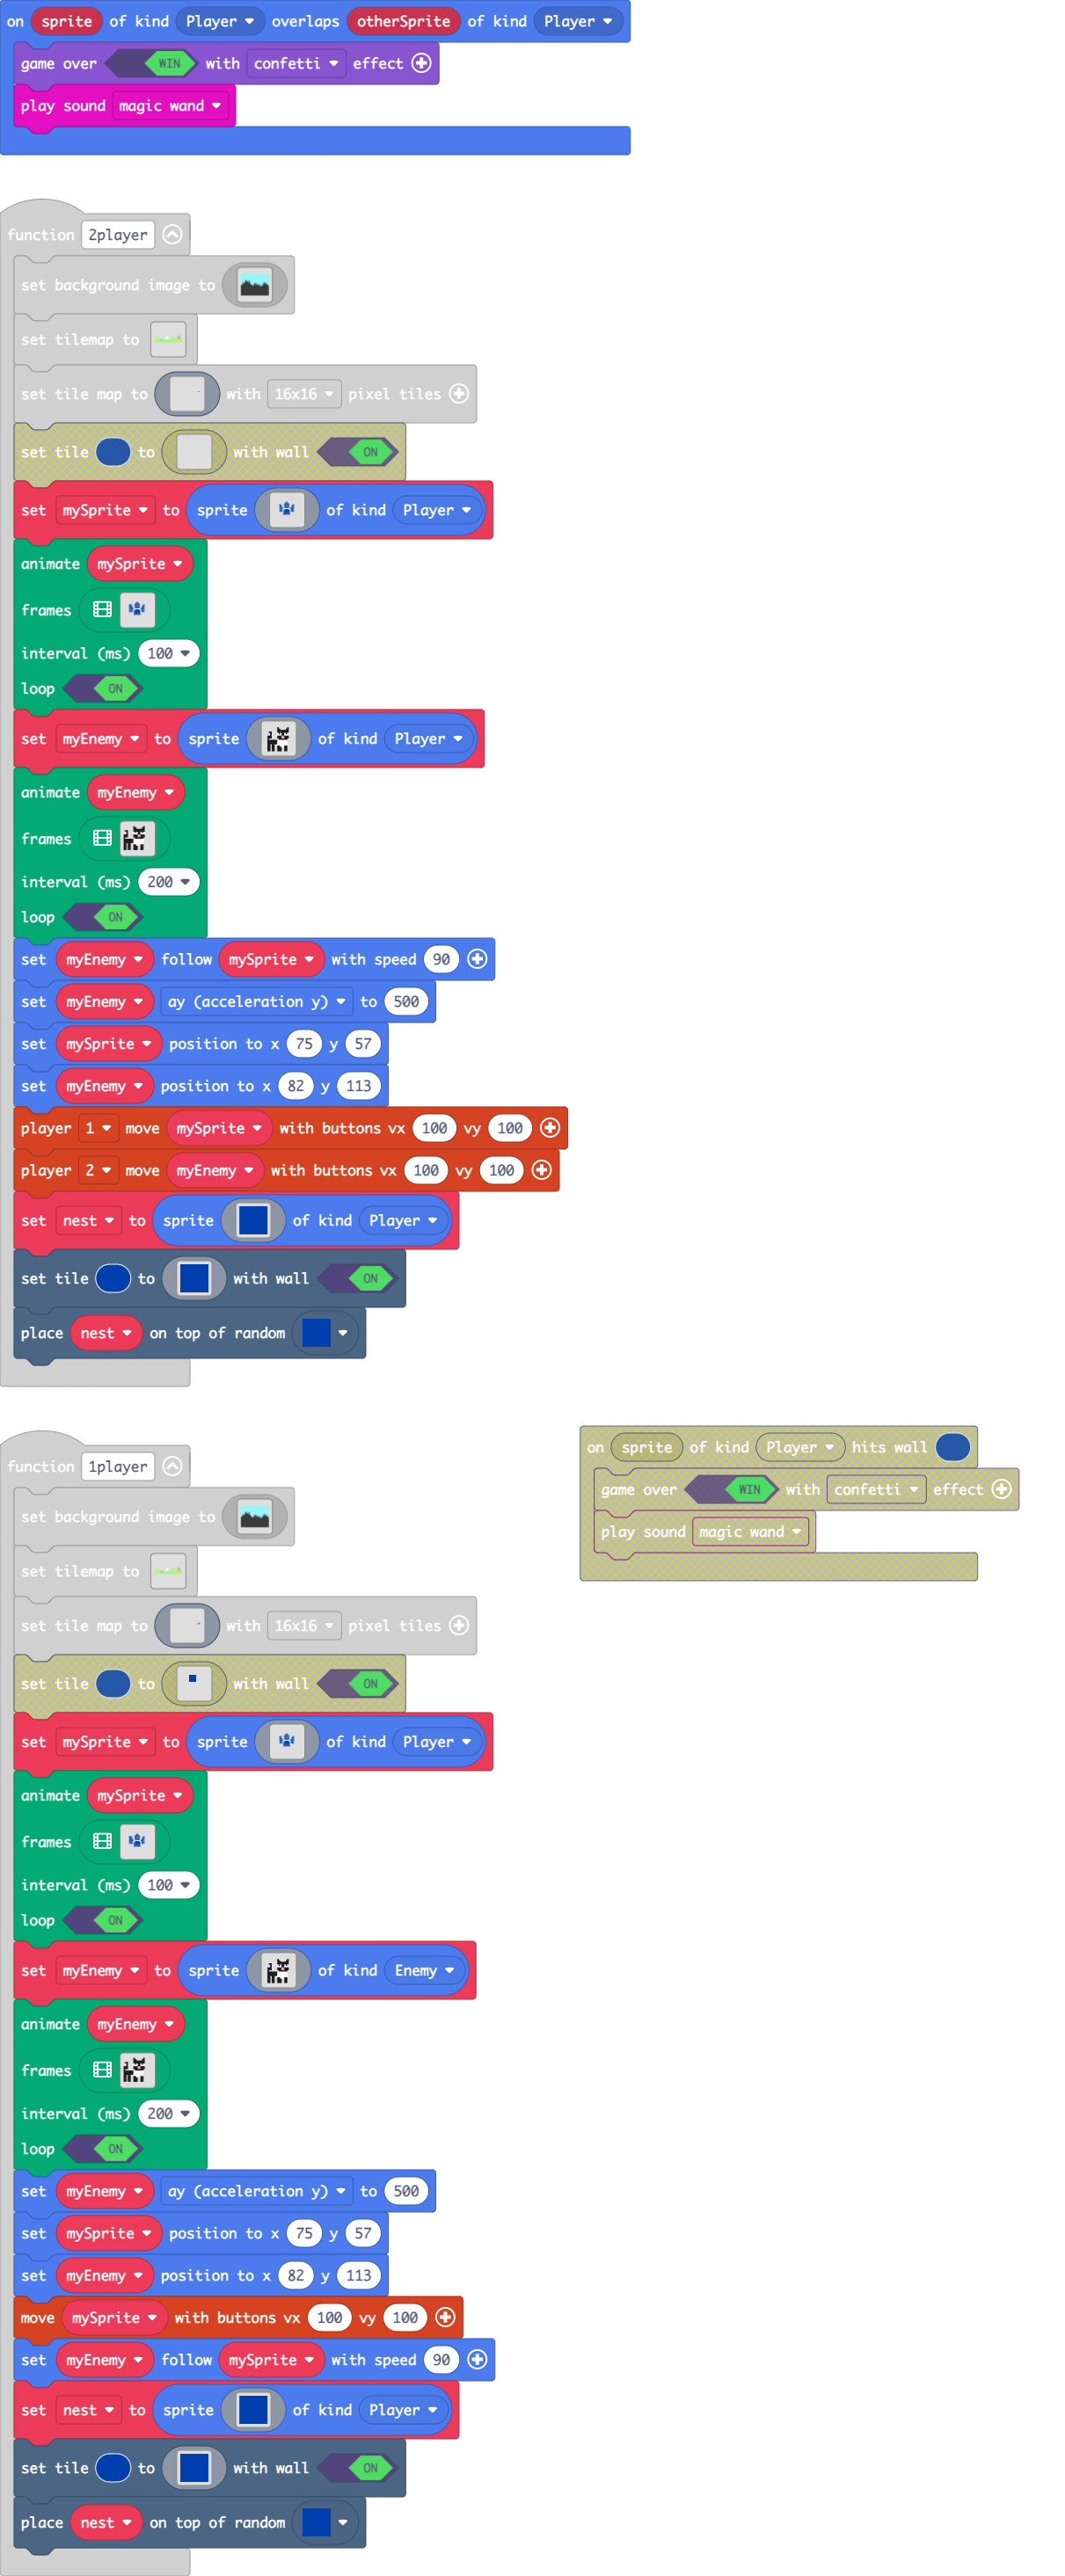 on sprite of kind Player overlaps otherSprite of kind Player
game over WIN with confetti effect
play sound magic wand
function 2player
set background image to
set tilemap to
set tile map to with 16x16 pixel tiles
set tile to with wall ON
set mySprite to sprite of kind Player
animate mySprite
frames
interval (ms) 100
loop ON
set myEnemy to sprite of kind Player
animate myEnemy
frames
interval (ms) 200
loop ON
set myEnemy follow mySprite with speed 90
set myEnemy ay (acceleration y) to 500
set mySprite position to x 75 y 57
set myEnemy position to x 82 y 113
player 1 move mySprite with buttons vx 100 vy 100
player 2 move myEnemy with buttons vx 100 vy 100
set nest to sprite of kind Player
set tile to with wall ON
place nest on top of random
function 1player
set background image to
set tilemap to
set tile map to with 16x16 pixel tiles
set tile to with wall ON
set mySprite to sprite of kind Player
animate mySprite
frames
interval (ms) 100
loop ON
set myEnemy to sprite of kind Enemy
animate myEnemy
frames
interval (ms) 200
loop ON
set myEnemy ay (acceleration y) to 500
set mySprite position to x 75 y 57
set myEnemy position to x 82 y 113
move mySprite with buttons vx 100 vy 100
set myEnemy follow mySprite with speed 90
set nest to sprite of kind Player
set tile to with wall ON
place nest on top of random
on sprite of kind Player hits wall
game over WIN with confetti effect
play sound magic wand